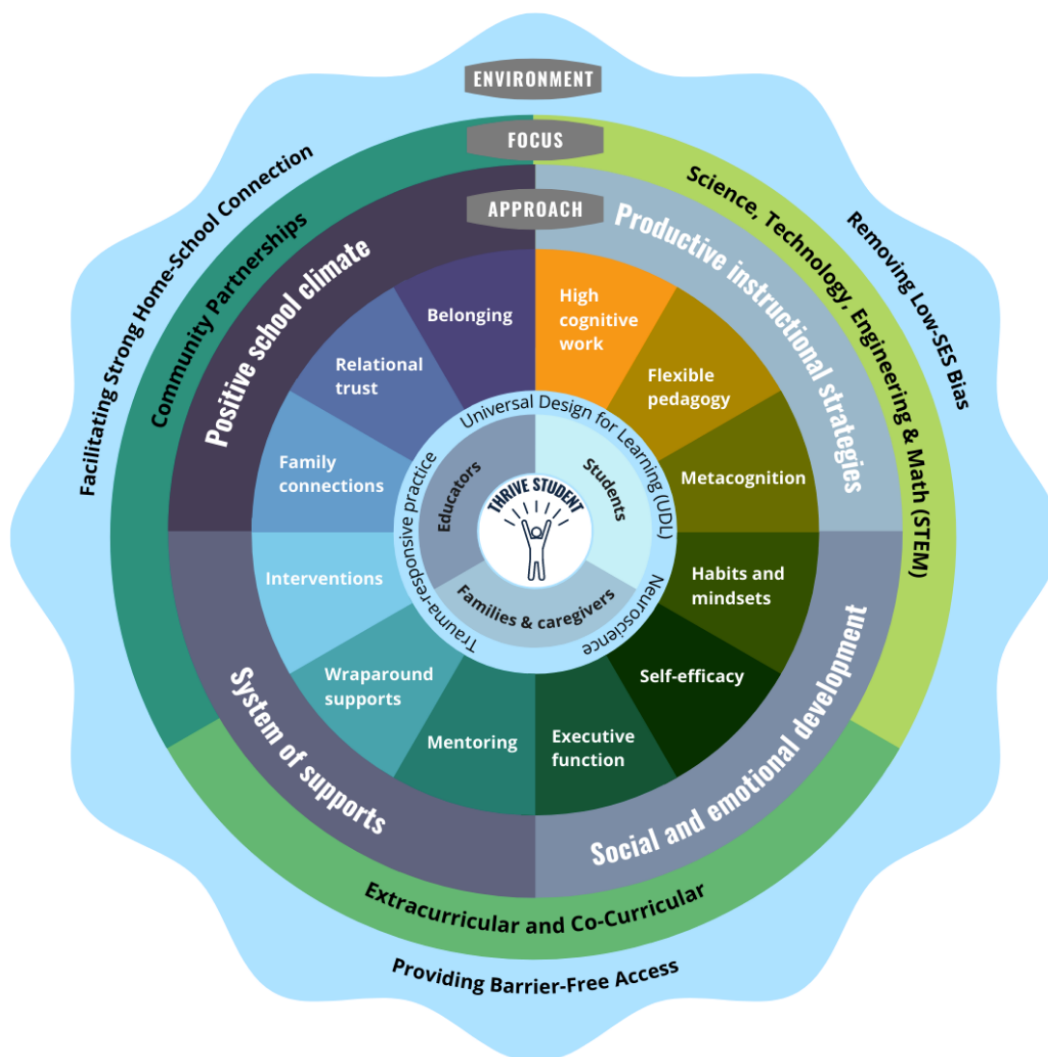 ENVIRONMENT
FOCUS
APPROACH
Facilitating Strong Home-School Connection
Removing Low-SES Bias
Providing Barrier-Free Access
Community Partnerships
Science, Technology, Engineering & Math (STEM)
Extracurricular and Co-Curricular
Positive school climate
Productive instructional strategies
Social and emotional development
System of supports
Belonging
High
cognitive
work
Flexible
pedagogy
Metacognition
Habits and
mindsets
Self-efficacy
Executive
function
Mentoring
Wraparound
supports
Interventions
Family
connections
Relational
trust
Universal Design for Learning (UDL)
Neuroscience
Trauma-responsive practice
Educators
Students
Families & caregivers
THRIVE STUDENT